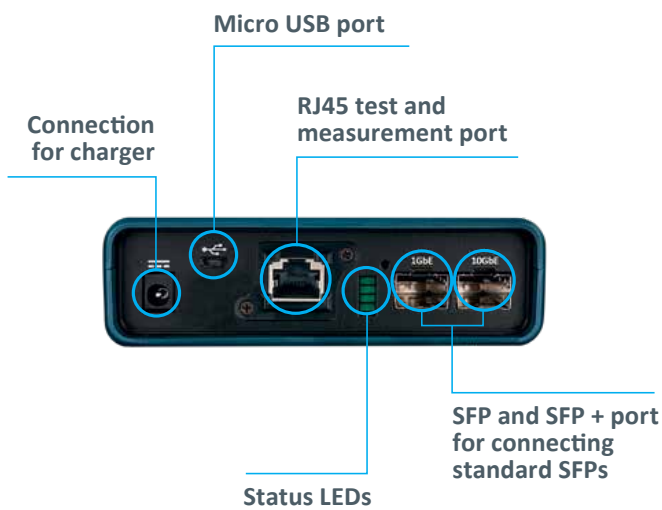 Micro USB port
RJ45 test and
measurement port
Connection
for charger
1GbE
10GbE
SFP and SFP + port
for connecting
standard SFPs
Status LEDs